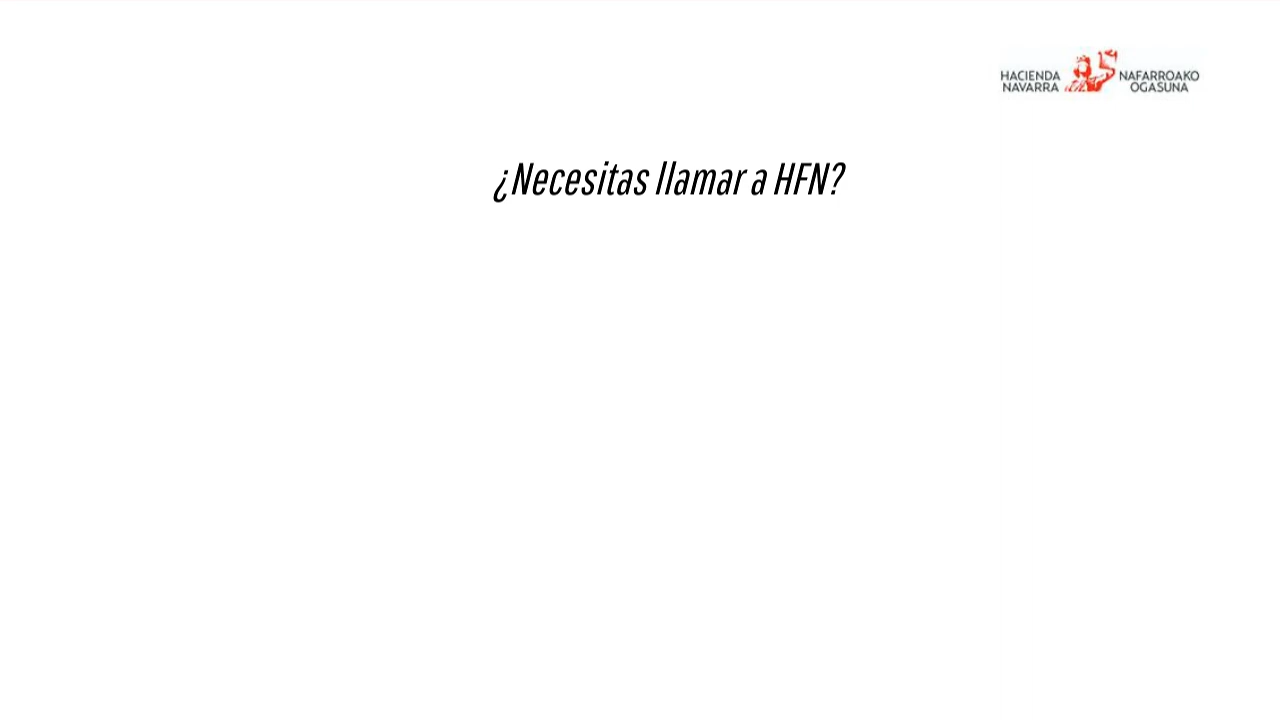 HACIENDA
NAVARRA
NAFARROAKO
OGASUNA
¿Necesitas llamar a HFN?